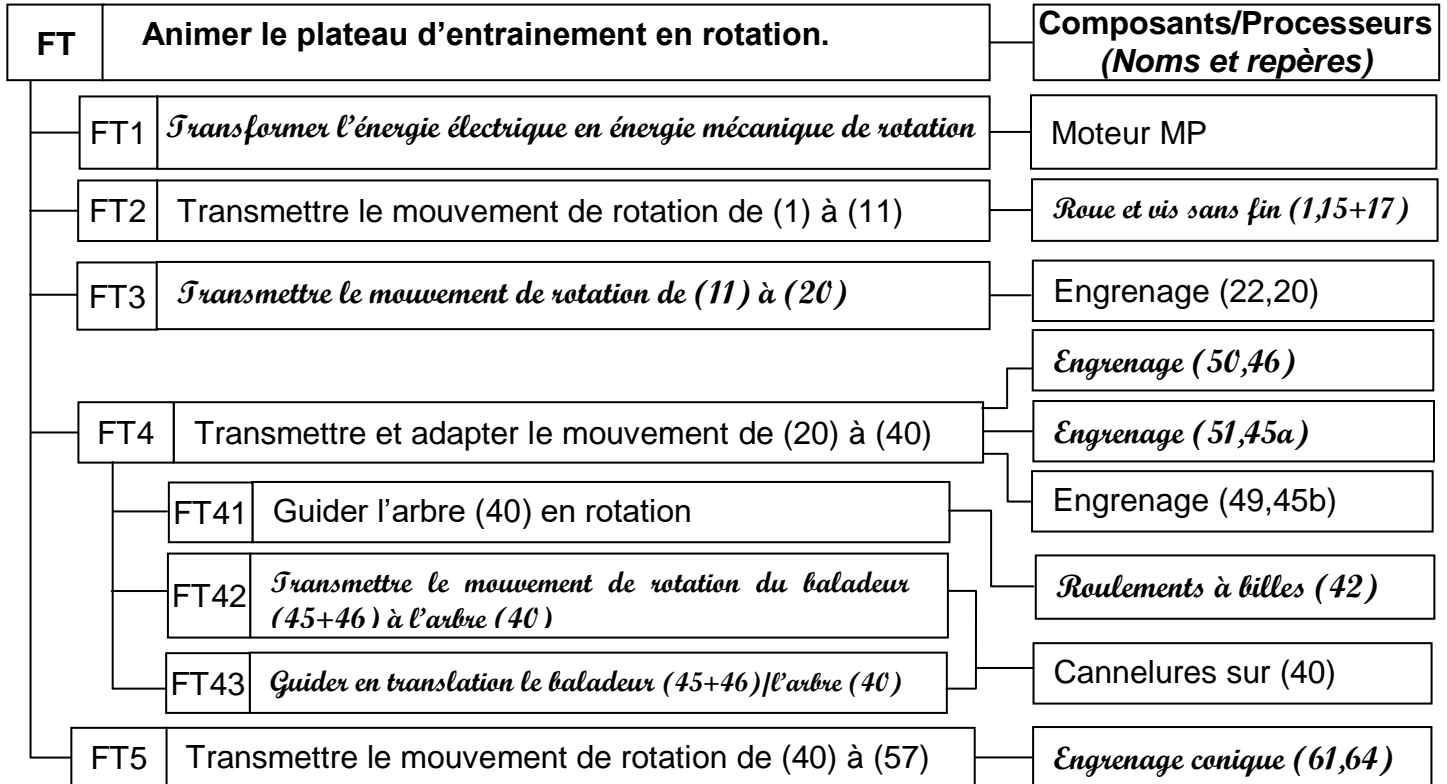 FT
Animer le plateau d'entrainement en rotation.
Composants/Processeurs
(Noms et repères)
FT1
Transformer l'énergie électrique en énergie mécanique de rotation
Moteur MP
FT2
Transmettre le mouvement de rotation de (1) à (11)
Roue et vis sans fin (1,15+17)
FT3
Transmettre le mouvement de rotation de (11) à (20)
Engrenage (22,20)
Engrenage (50,46)
FT4
Transmettre et adapter le mouvement de (20) à (40)
Engrenage (51,45a)
Engrenage (49,45b)
FT41
Guider l'arbre (40) en rotation
FT42
Transmettre le mouvement de rotation du baladeur
(45+46) à l'arbre (40)
Roulements à billes (42)
FT43
Guider en translation le baladeur (45+46)/l'arbre (40)
Cannelures sur (40)
FT5
Transmettre le mouvement de rotation de (40) à (57)
Engrenage conique (61,64)